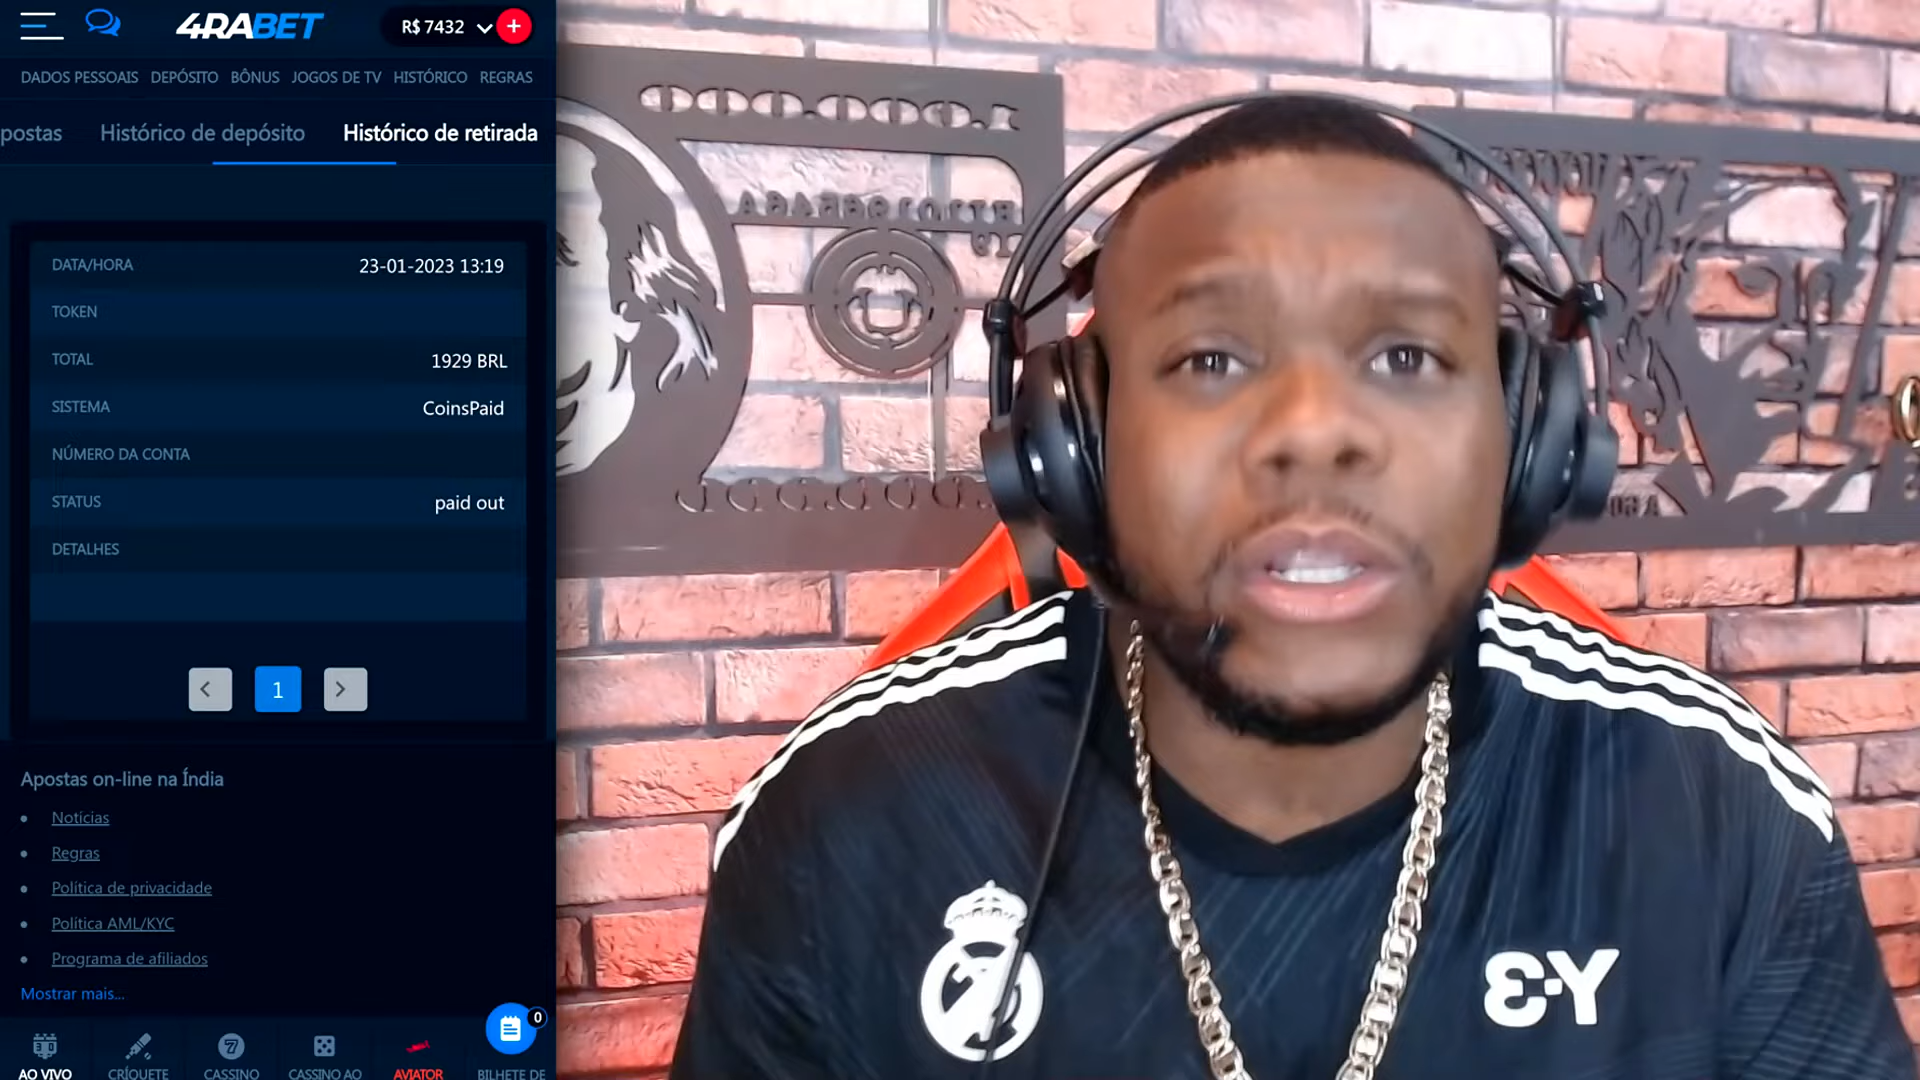 4RABET
R$ 7432
DADOS PESSOAIS DEPÓSITO BÔNUS JOGOS DE TV HISTÓRICO REGRAS
postas Histórico de depósito Histórico de retirada
DATA/HORA 23-01-2023 13:19
TOKEN
TOTAL 1929 BRL
SISTEMA CoinsPaid
NÚMERO DA CONTA
STATUS paid out
DETALHES
1
Apostas on-line na Índia
Notícias
Regras
Política de privacidade
Política AML/KYC
Programa de afiliados
Mostrar mais...
0
AO VIVO CRÍQUETE CASSINO CASSINO AO AVIATOR BILHETE DE